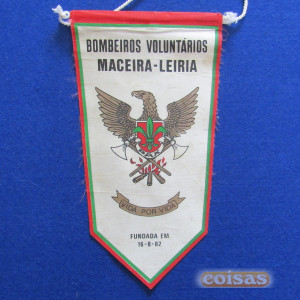 BOMBEIROS VOLUNTÁRIOS
MACEIRA-LEIRIA
VIDA POR VIDA
FUNDADA EM
16-8-82
coisas